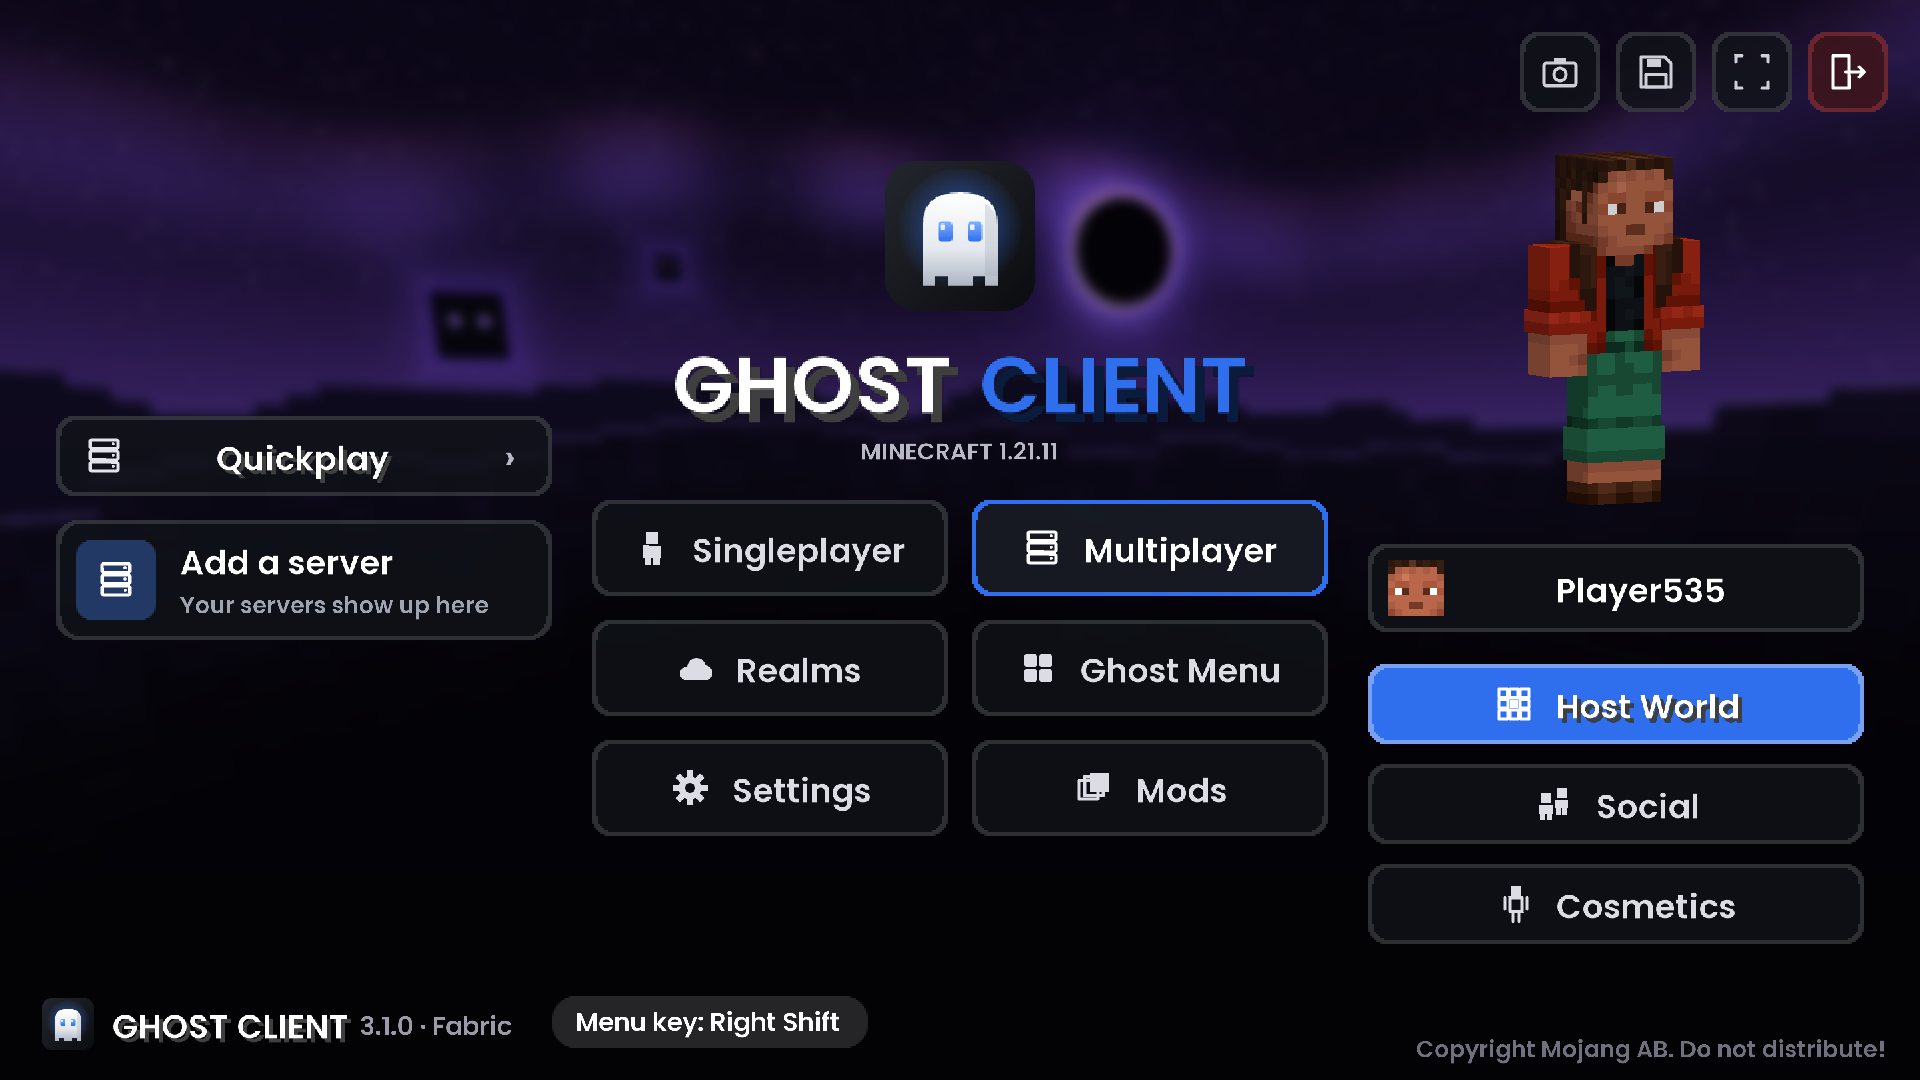 GHOST CLIENT
MINECRAFT 1.21.11
Quickplay
Add a server
Your servers show up here
Singleplayer
Multiplayer
Realms
Ghost Menu
Settings
Mods
Player535
Host World
Social
Cosmetics
GHOST CLIENT 3.1.0 · Fabric
Menu key: Right Shift
Copyright Mojang AB. Do not distribute!